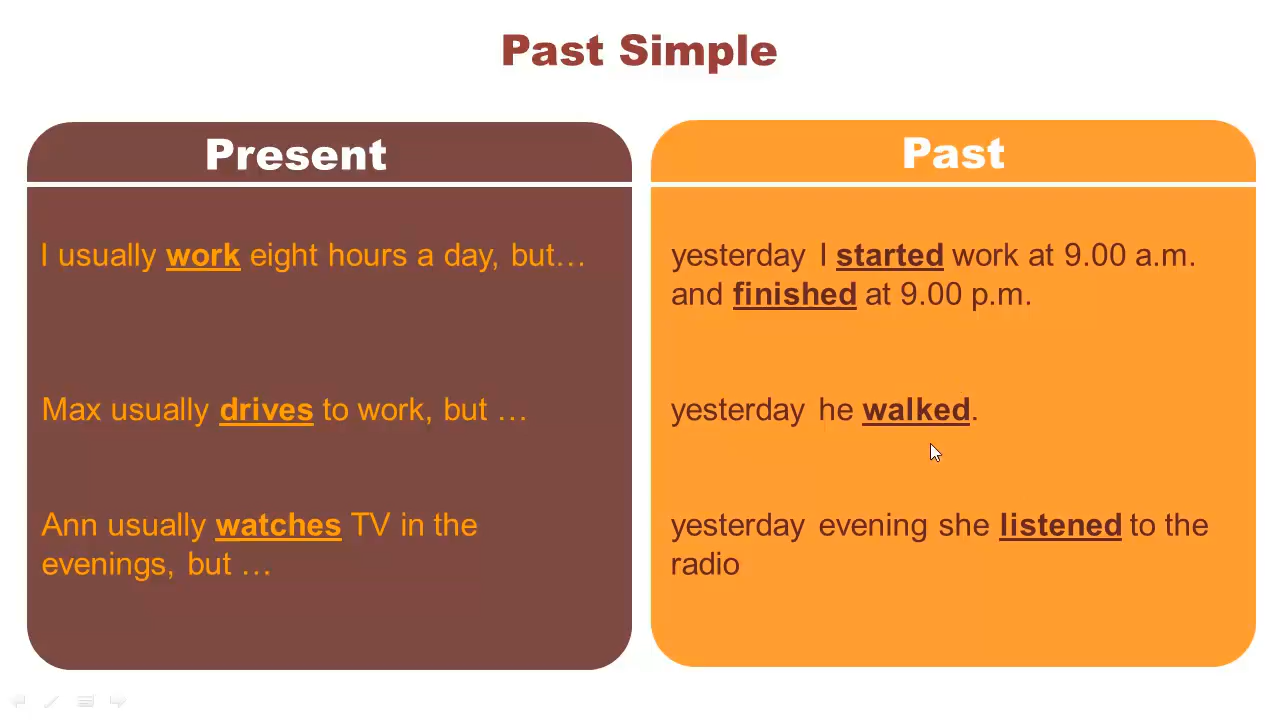 Past Simple
Present
I usually work eight hours a day, but…
Max usually drives to work, but …
Ann usually watches TV in the
evenings, but …
Past
yesterday I started work at 9.00 a.m.
and finished at 9.00 p.m.
yesterday he walked.
yesterday evening she listened to the
radio